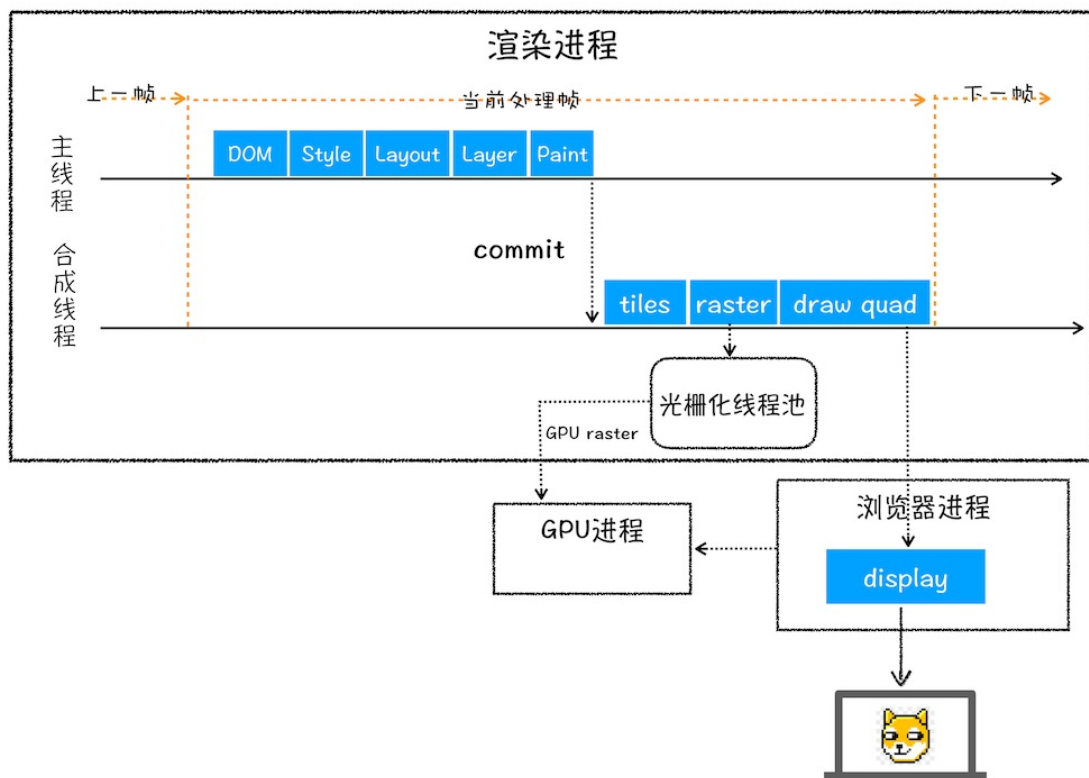 渲染进程
上一帧
当前处理帧
下一帧
主线程
DOM
Style
Layout
Layer
Paint
commit
合成线程
tiles
raster
draw quad
光栅化线程池
GPU raster
GPU进程
浏览器进程
display